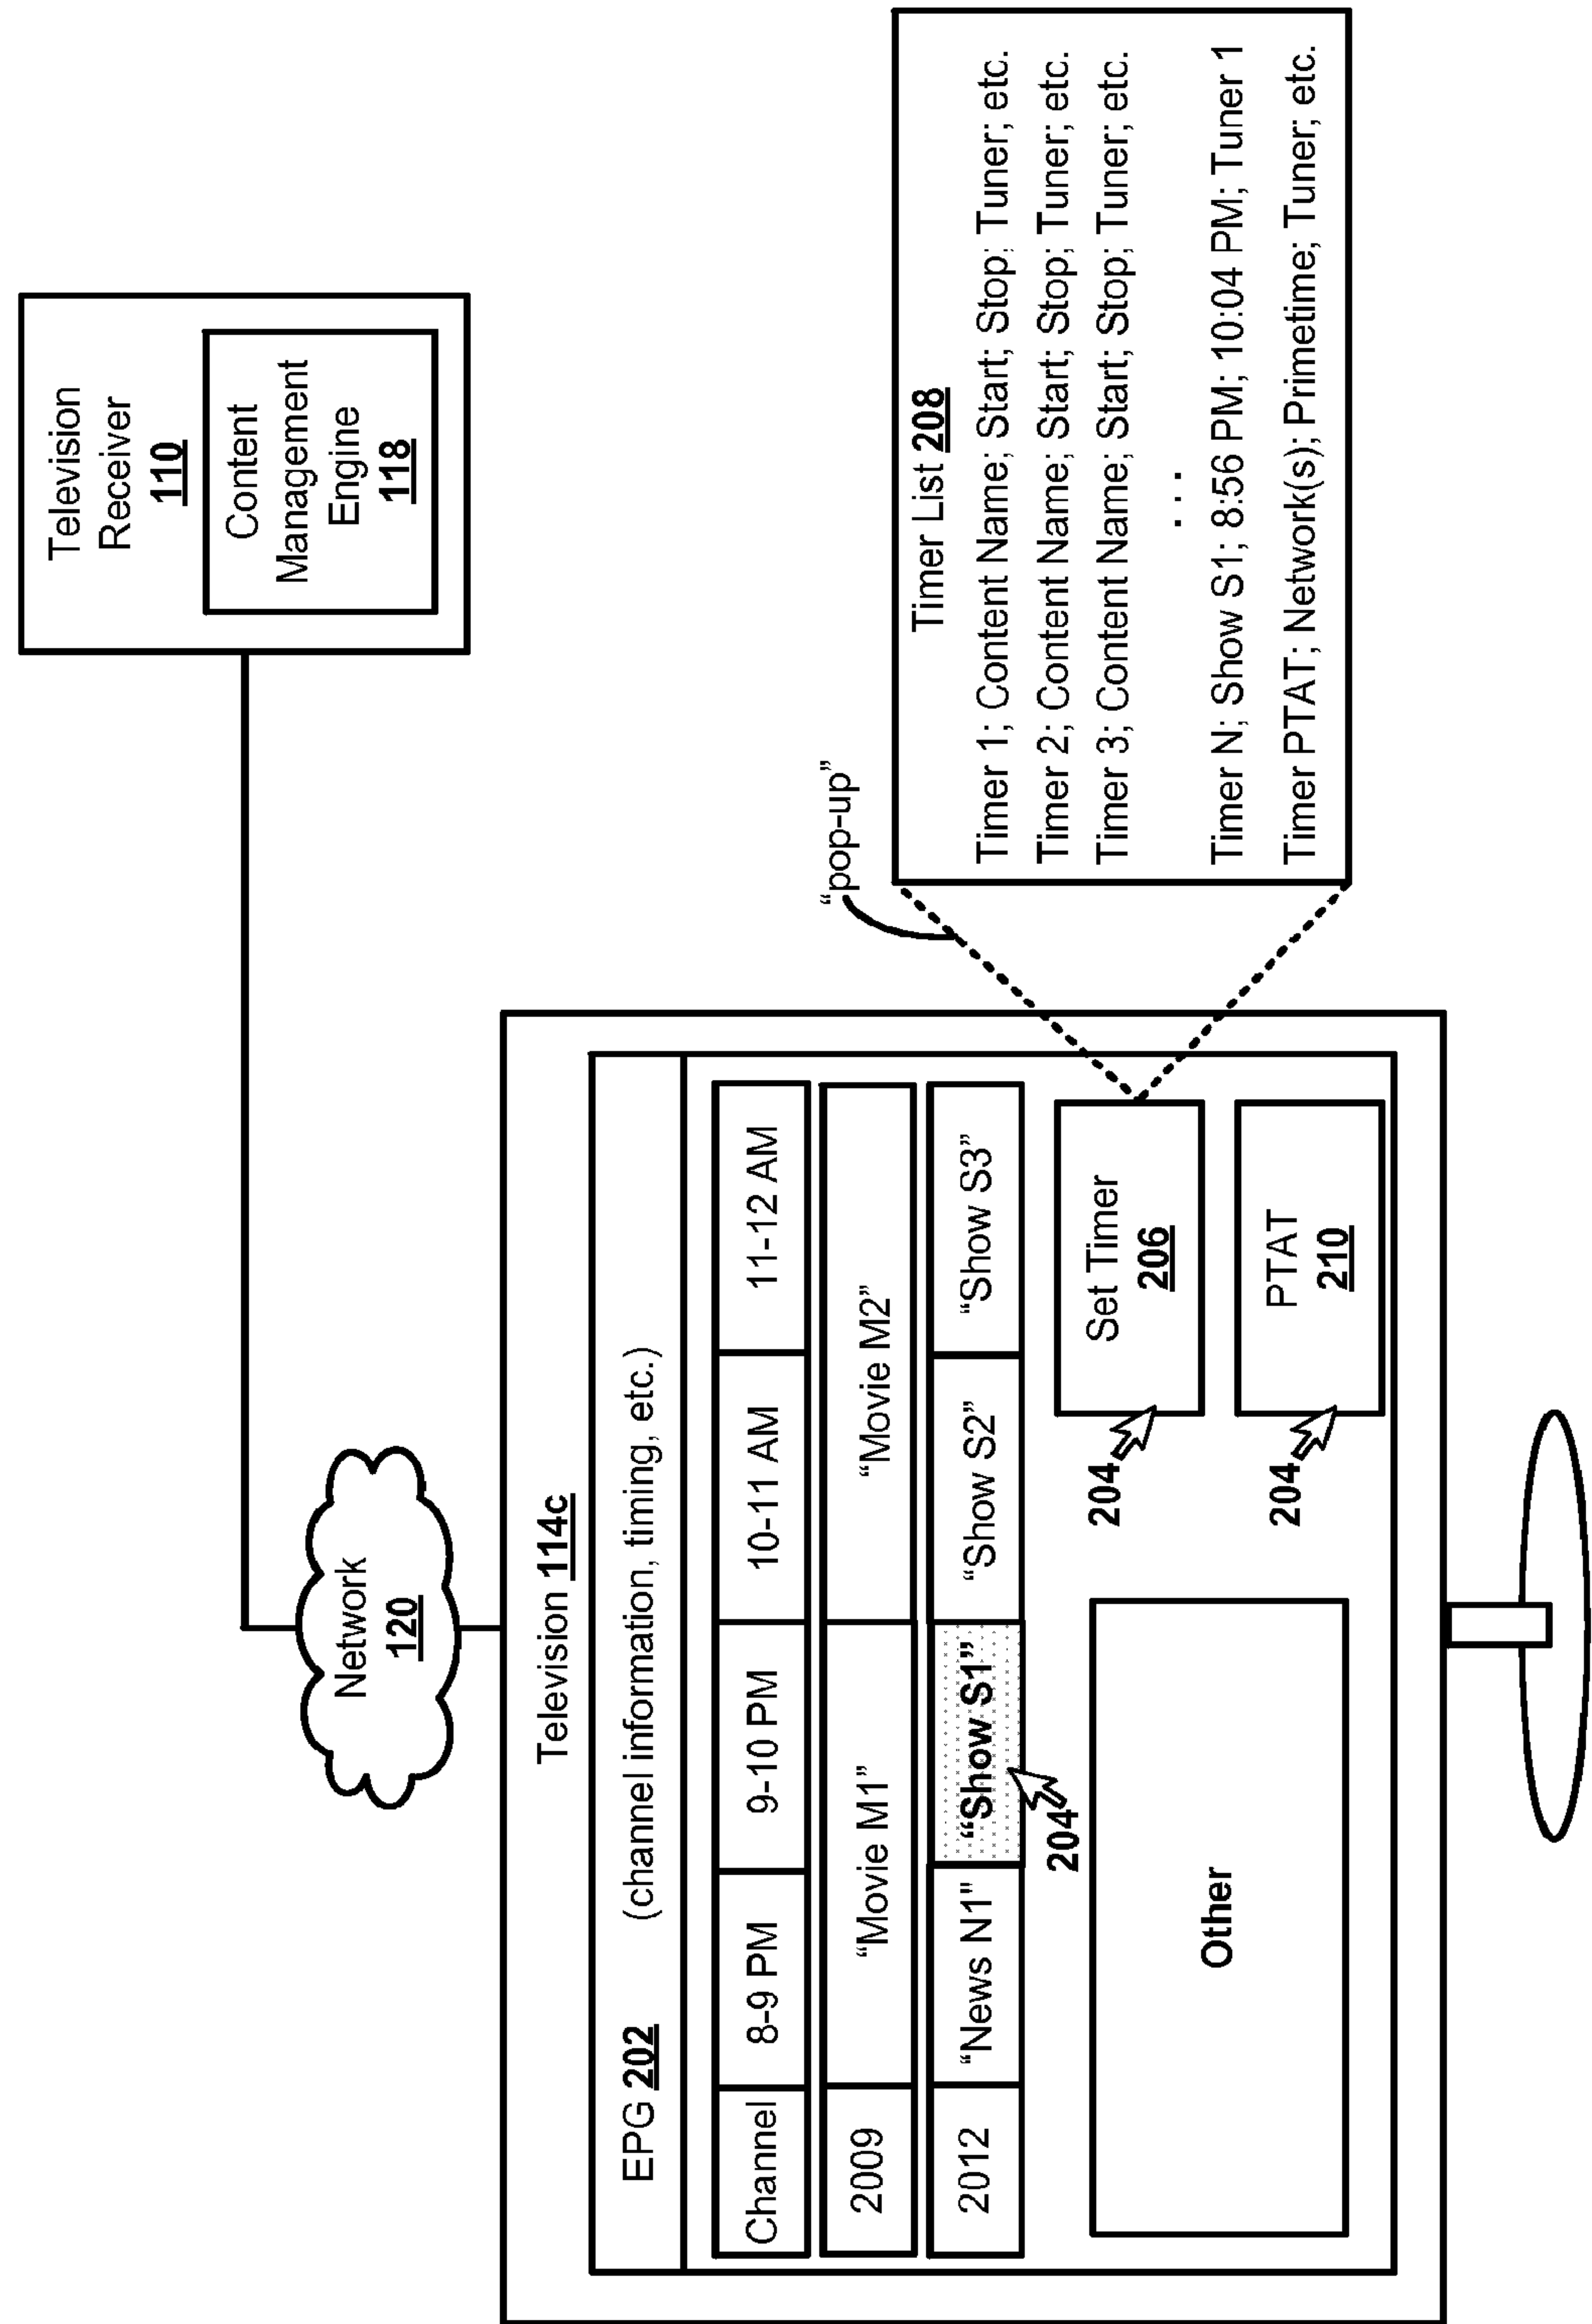 Television
Receiver
110
Content
Management
Engine
118
Network
120
Television 114c
EPG 202 (channel information, timing, etc.)
Channel 8-9 PM 9-10 PM 10-11 AM 11-12 AM
2009 “Movie M1” “Movie M2”
2012 “News N1" “Show S1” “Show S2” “Show S3”
204
Other
204
Set Timer
206
204
PTAT
210
“pop-up”
Timer List 208
Timer 1; Content Name; Start; Stop; Tuner; etc.
Timer 2; Content Name; Start; Stop; Tuner; etc.
Timer 3; Content Name; Start; Stop; Tuner; etc.
. . .
Timer N; Show S1; 8:56 PM; 10:04 PM; Tuner 1
Timer PTAT; Network(s); Primetime; Tuner; etc.